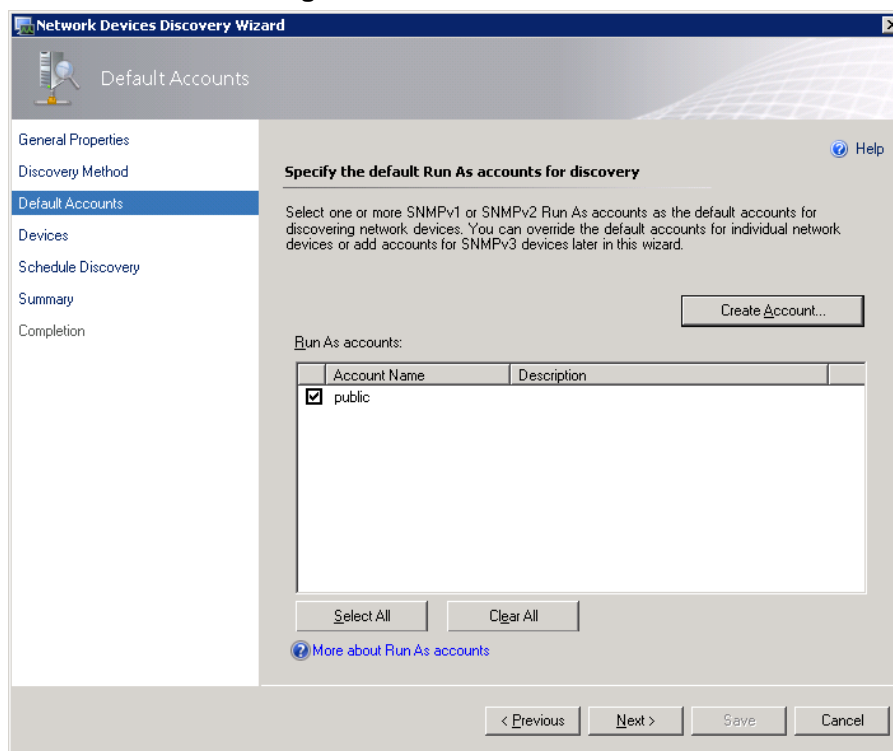 Network Devices Discovery Wizard
Default Accounts
General Properties
Discovery Method
Default Accounts
Devices
Schedule Discovery
Summary
Completion
Help
Specify the default Run As accounts for discovery
Select one or more SNMPv1 or SNMPv2 Run As accounts as the default accounts for
discovering network devices. You can override the default accounts for individual network
devices or add accounts for SNMPv3 devices later in this wizard.
Create Account...
Run As accounts:
Account Name Description
public
Select All Clear All
More about Run As accounts
< Previous Next > Save Cancel